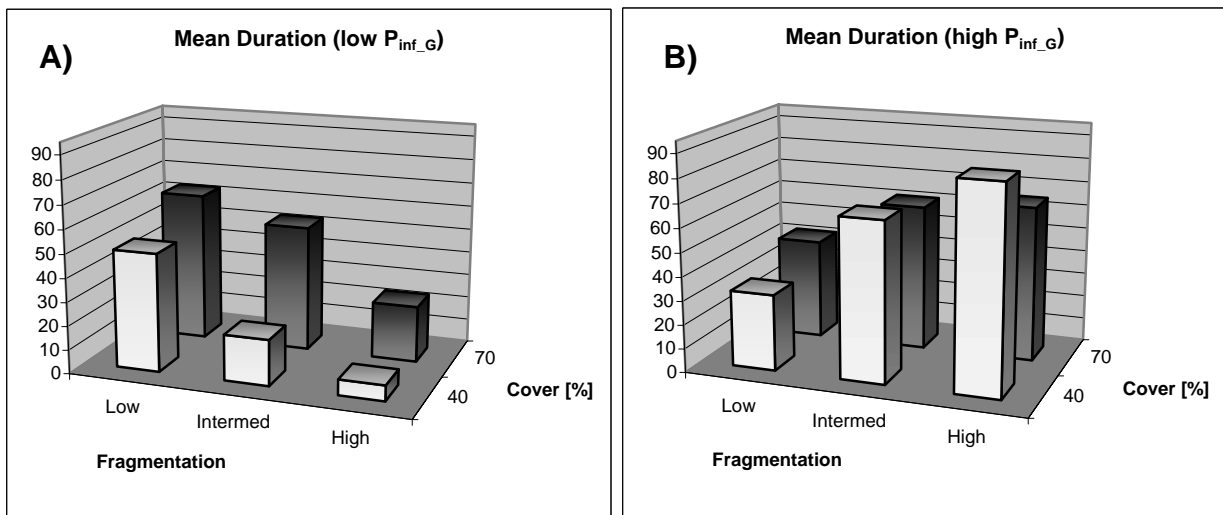 A)
Mean Duration (low Pinf_G)
90
80
70
60
50
40
30
20
10
0
Low
Intermed
High
Fragmentation
40
70
Cover [%]
B)
Mean Duration (high Pinf_G)
90
80
70
60
50
40
30
20
10
0
Low
Intermed
High
Fragmentation
40
70
Cover [%]